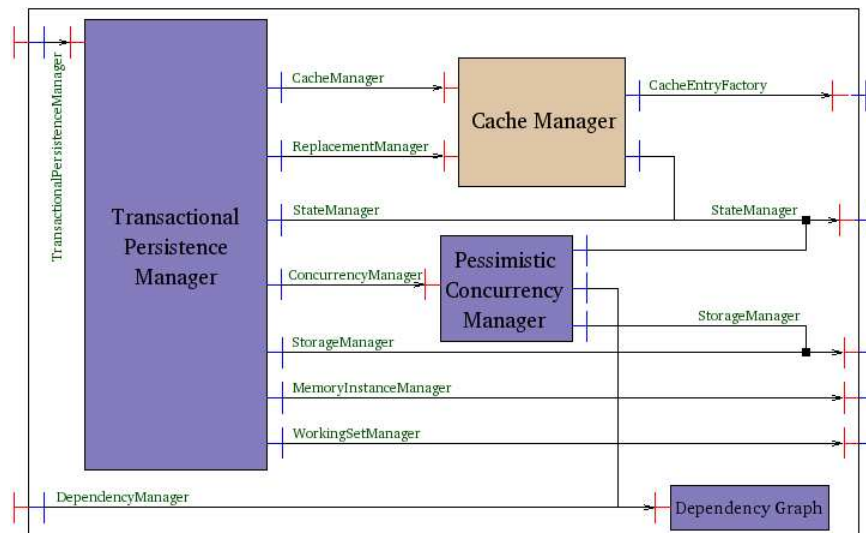 TransactionalPersistenceManager
CacheManager
CacheEntryFactory
Cache Manager
ReplacementManager
Transactional
Persistence
Manager
StateManager
StateManager
ConcurrencyManager
Pessimistic
Concurrency
Manager
StorageManager
StorageManager
MemoryInstanceManager
WorkingSetManager
DependencyManager
Dependency Graph